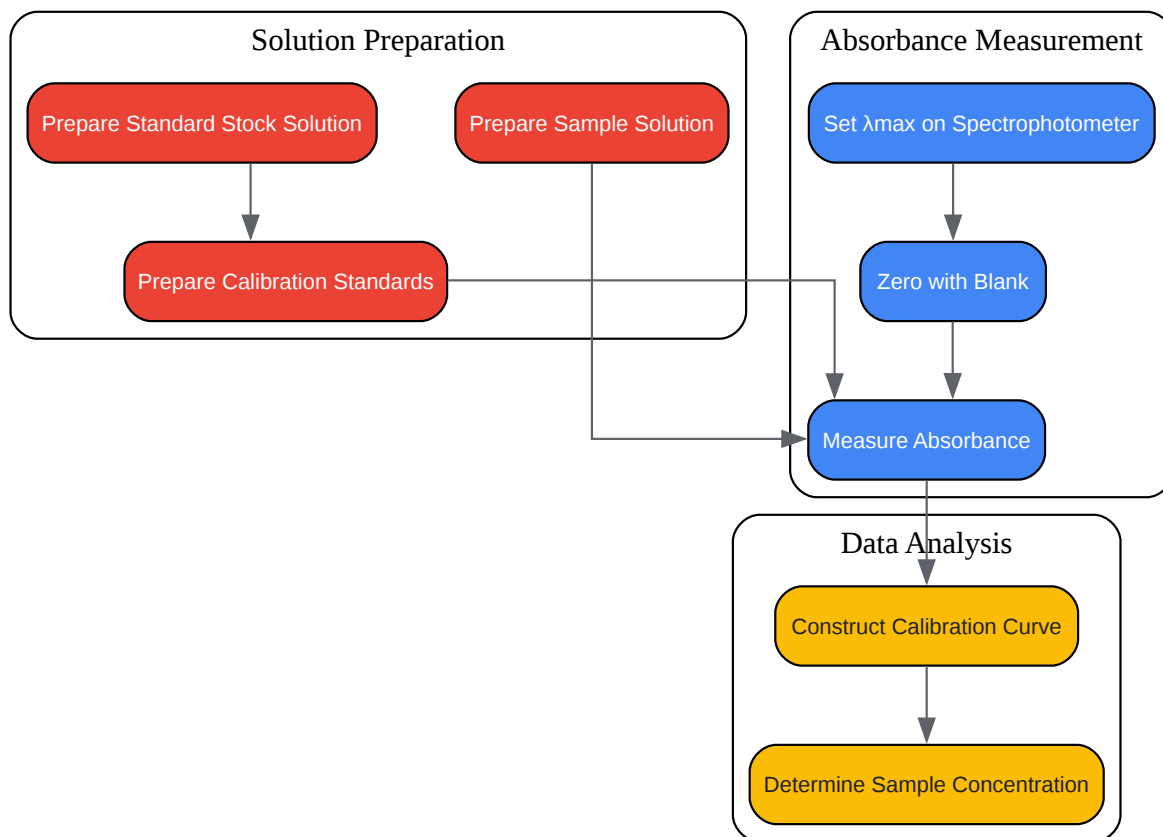 Solution Preparation
Prepare Standard Stock Solution
Prepare Sample Solution
Prepare Calibration Standards
Absorbance Measurement
Set λmax on Spectrophotometer
Zero with Blank
Measure Absorbance
Data Analysis
Construct Calibration Curve
Determine Sample Concentration